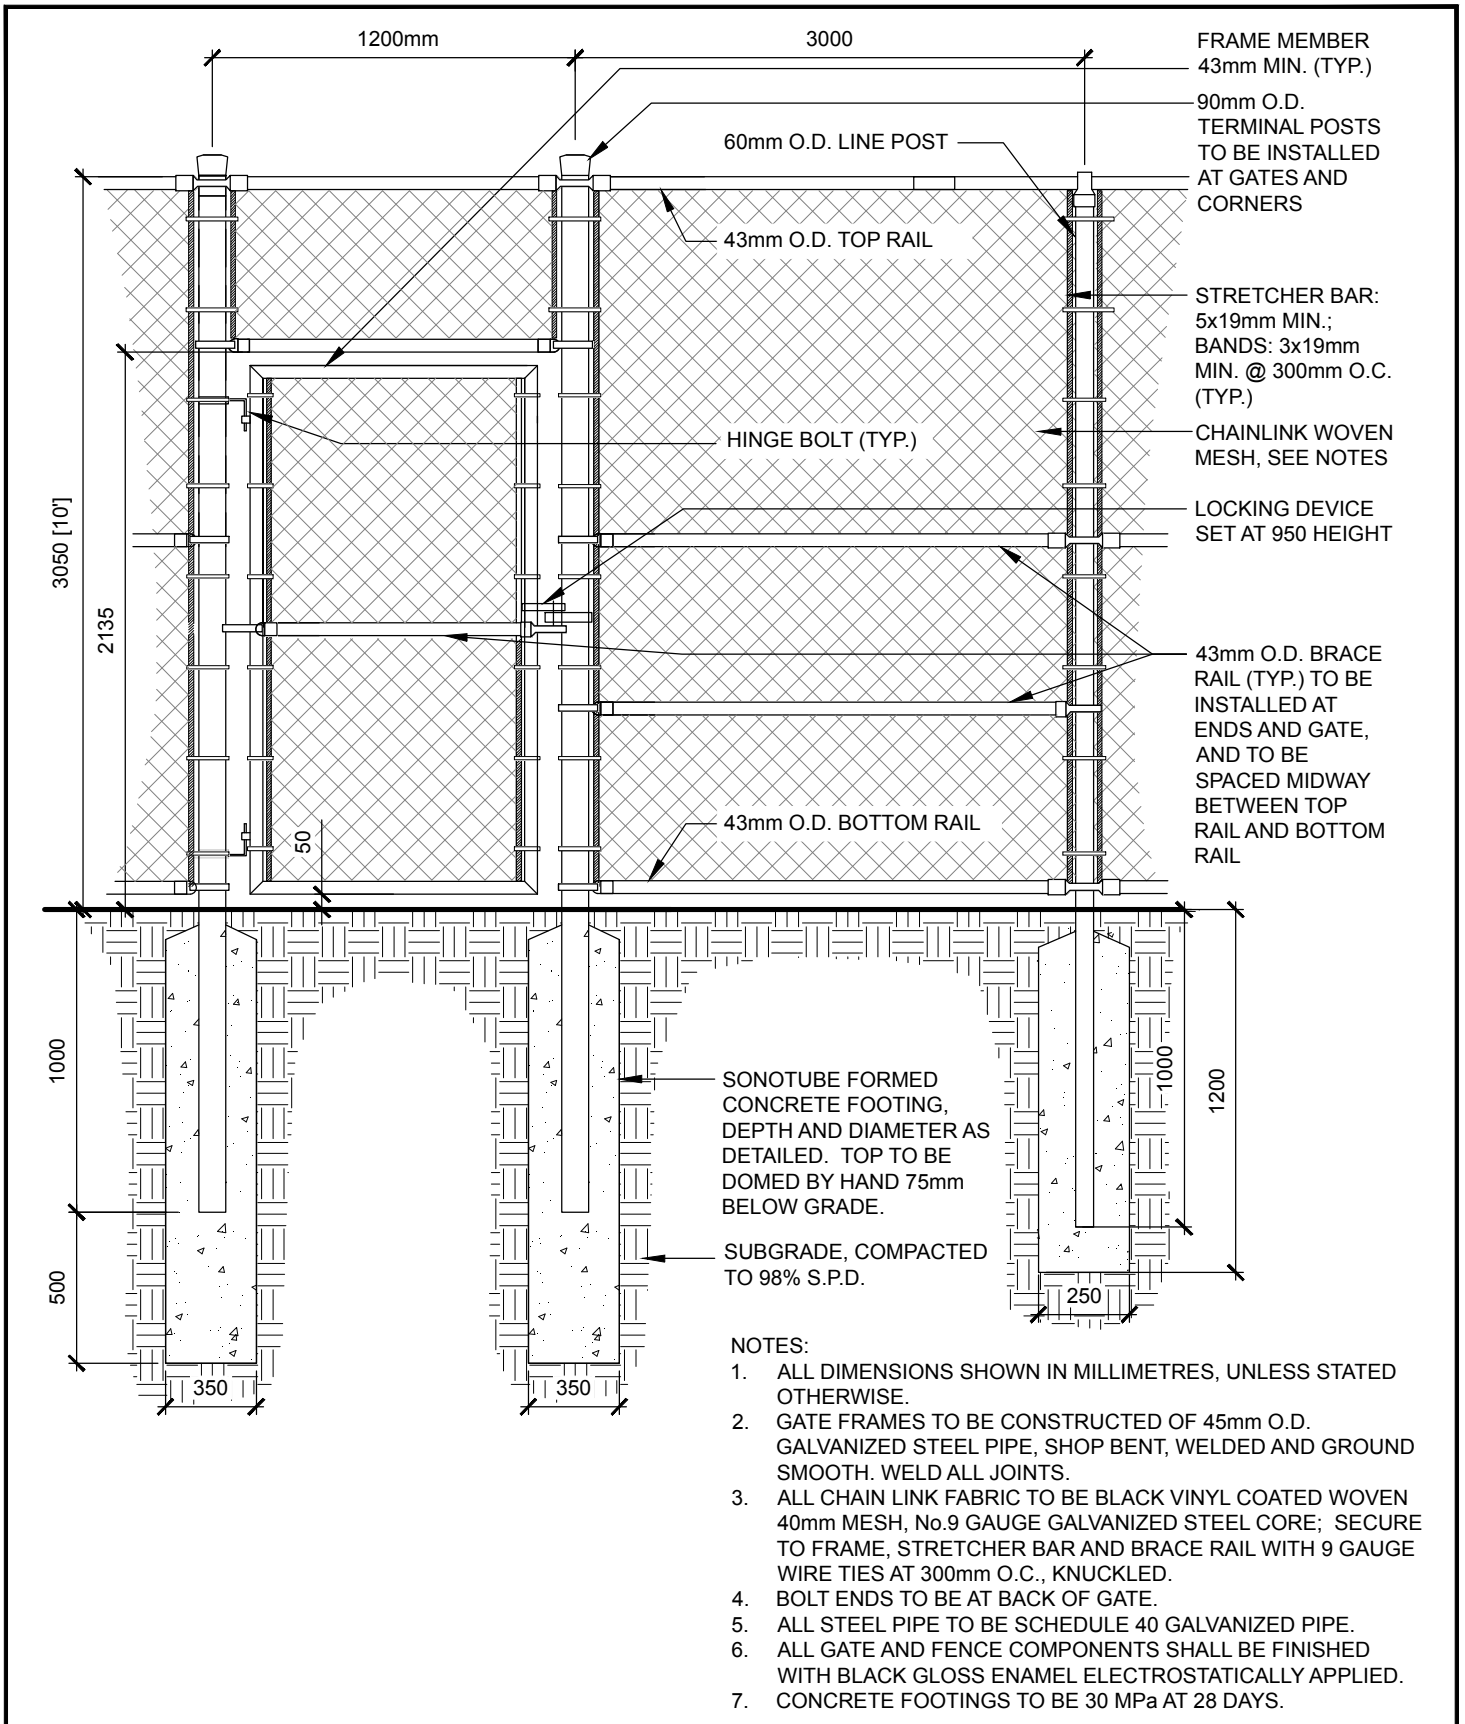 1200mm
3000
FRAME MEMBER
43mm MIN. (TYP.)
90mm O.D.
TERMINAL POSTS
TO BE INSTALLED
AT GATES AND
CORNERS
60mm O.D. LINE POST
43mm O.D. TOP RAIL
STRETCHER BAR:
5x19mm MIN.;
BANDS: 3x19mm
MIN. @ 300mm O.C.
(TYP.)
HINGE BOLT (TYP.)
CHAINLINK WOVEN
MESH, SEE NOTES
LOCKING DEVICE
SET AT 950 HEIGHT
3050 [10']
2135
43mm O.D. BRACE
RAIL (TYP.) TO BE
INSTALLED AT
ENDS AND GATE,
AND TO BE
SPACED MIDWAY
BETWEEN TOP
RAIL AND BOTTOM
RAIL
50
43mm O.D. BOTTOM RAIL
1000
500
350
350
SONOTUBE FORMED
CONCRETE FOOTING,
DEPTH AND DIAMETER AS
DETAILED.  TOP TO BE
DOMED BY HAND 75mm
BELOW GRADE.
SUBGRADE, COMPACTED
TO 98% S.P.D.
1000
1200
250
NOTES:
1. ALL DIMENSIONS SHOWN IN MILLIMETRES, UNLESS STATED
OTHERWISE.
2. GATE FRAMES TO BE CONSTRUCTED OF 45mm O.D.
GALVANIZED STEEL PIPE, SHOP BENT, WELDED AND GROUND
SMOOTH. WELD ALL JOINTS.
3. ALL CHAIN LINK FABRIC TO BE BLACK VINYL COATED WOVEN
40mm MESH, No.9 GAUGE GALVANIZED STEEL CORE;  SECURE
TO FRAME, STRETCHER BAR AND BRACE RAIL WITH 9 GAUGE
WIRE TIES AT 300mm O.C., KNUCKLED.
4. BOLT ENDS TO BE AT BACK OF GATE.
5. ALL STEEL PIPE TO BE SCHEDULE 40 GALVANIZED PIPE.
6. ALL GATE AND FENCE COMPONENTS SHALL BE FINISHED
WITH BLACK GLOSS ENAMEL ELECTROSTATICALLY APPLIED.
7. CONCRETE FOOTINGS TO BE 30 MPa AT 28 DAYS.